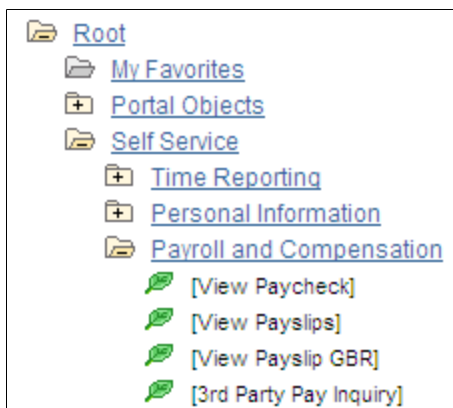 Root
My Favorites
Portal Objects
Self Service
Time Reporting
Personal Information
Payroll and Compensation
[View Paycheck]
[View Payslips]
[View Payslip GBR]
[3rd Party Pay Inquiry]